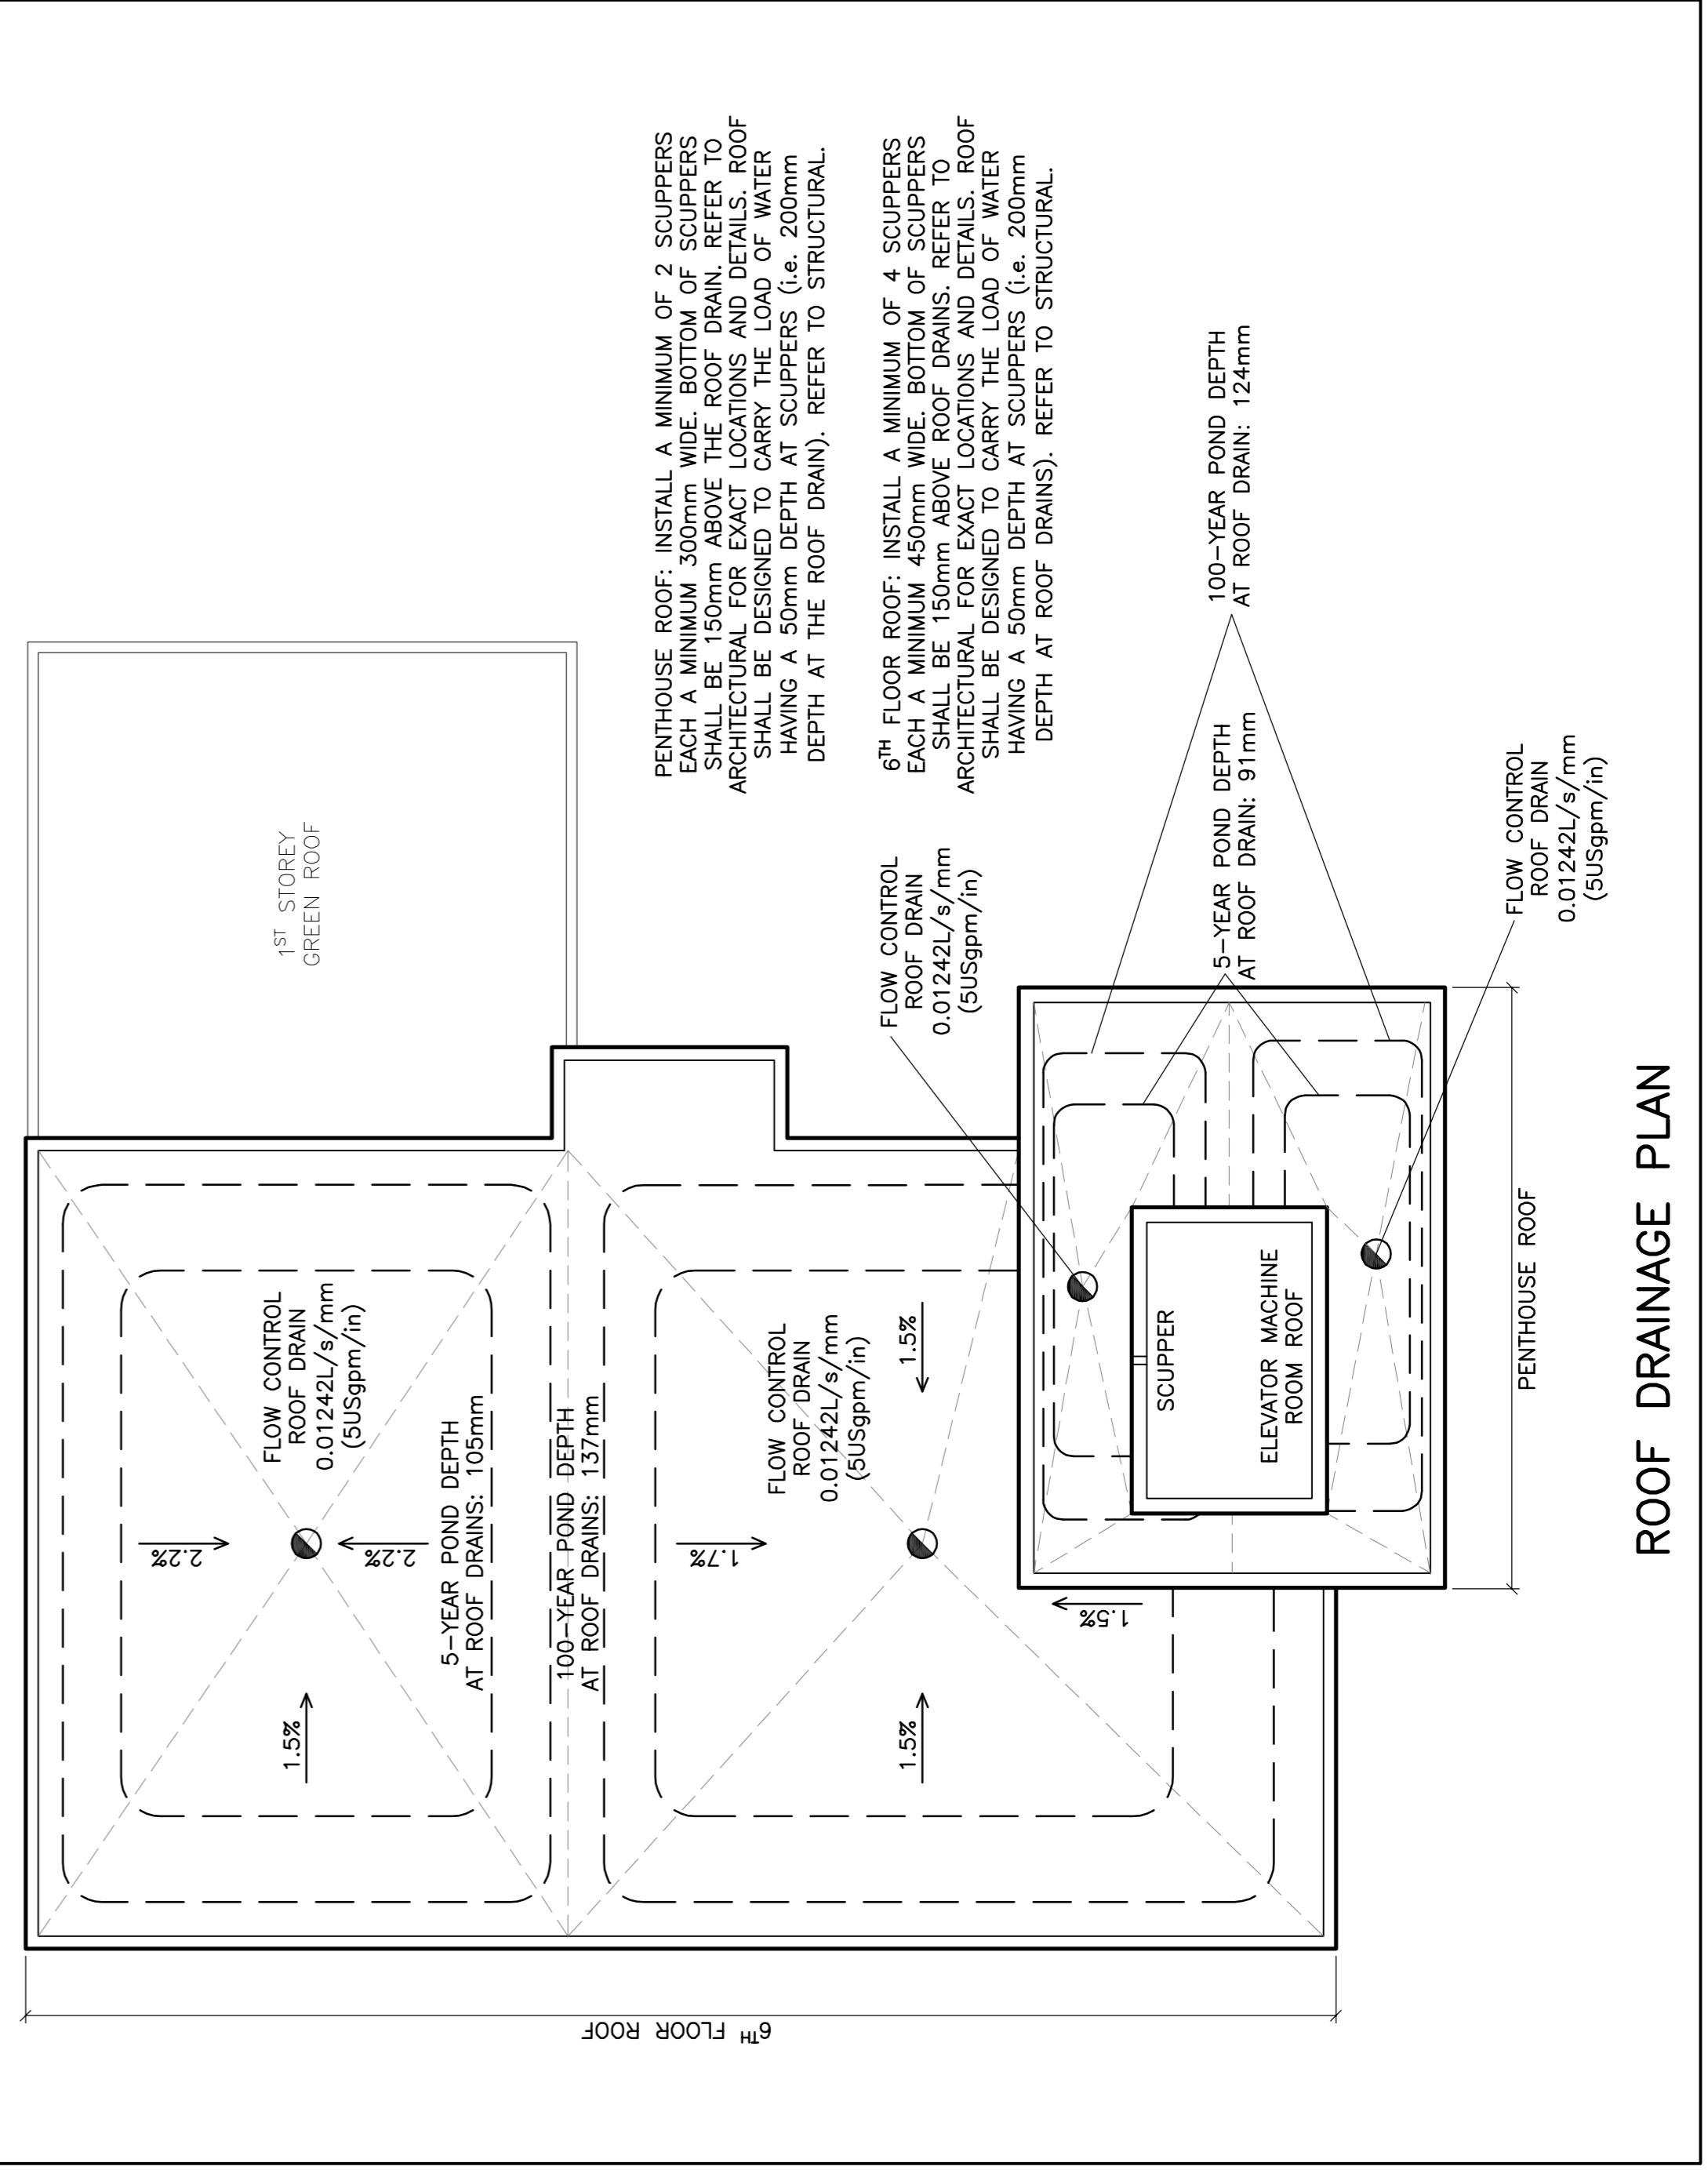 1ST STOREY
GREEN ROOF
PENTHOUSE ROOF: INSTALL A MINIMUM OF 2 SCUPPERS
EACH A MINIMUM 300mm WIDE. BOTTOM OF SCUPPERS
SHALL BE 150mm ABOVE THE ROOF DRAIN. REFER TO
ARCHITECTURAL FOR EXACT LOCATIONS AND DETAILS. ROOF
SHALL BE DESIGNED TO CARRY THE LOAD OF WATER
HAVING A 50mm DEPTH AT SCUPPERS (i.e. 200mm
DEPTH AT THE ROOF DRAIN). REFER TO STRUCTURAL.
6TH FLOOR ROOF: INSTALL A MINIMUM OF 4 SCUPPERS
EACH A MINIMUM 450mm WIDE. BOTTOM OF SCUPPERS
SHALL BE 150mm ABOVE ROOF DRAINS. REFER TO
ARCHITECTURAL FOR EXACT LOCATIONS AND DETAILS. ROOF
SHALL BE DESIGNED TO CARRY THE LOAD OF WATER
HAVING A 50mm DEPTH AT SCUPPERS (i.e. 200mm
DEPTH AT ROOF DRAINS). REFER TO STRUCTURAL.
FLOW CONTROL
ROOF DRAIN
0.01242L/s/mm
(5USgpm/in)
2.2%
2.2%
1.5%
5-YEAR POND DEPTH
AT ROOF DRAINS: 105mm
100-YEAR POND DEPTH
AT ROOF DRAINS: 137mm
FLOW CONTROL
ROOF DRAIN
0.01242L/s/mm
(5USgpm/in)
1.7%
1.5%
1.5%
1.5%
FLOW CONTROL
ROOF DRAIN
0.01242L/s/mm
(5USgpm/in)
5-YEAR POND DEPTH
AT ROOF DRAIN: 91mm
100-YEAR POND DEPTH
AT ROOF DRAIN: 124mm
FLOW CONTROL
ROOF DRAIN
0.01242L/s/mm
(5USgpm/in)
SCUPPER
ELEVATOR MACHINE
ROOM ROOF
PENTHOUSE ROOF
6TH FLOOR ROOF
ROOF DRAINAGE PLAN